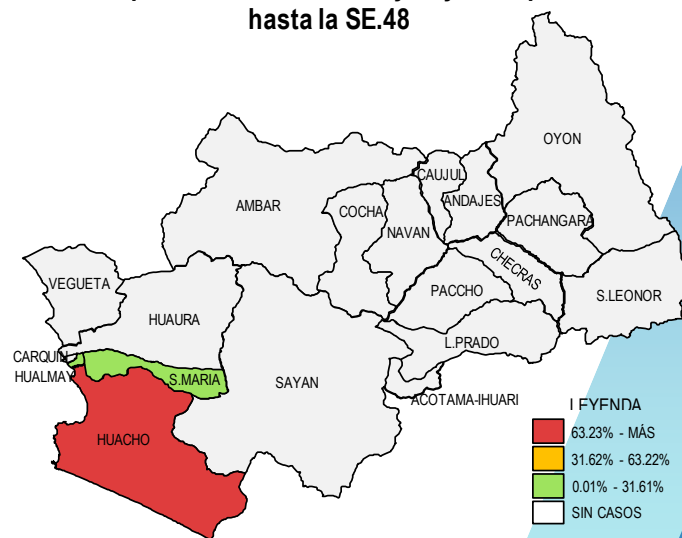 hasta la SE.48
OYON
CAUJUL
ANDAJES
AMBAR
COCHA
NAVAN
PACHANGARA
CHECRAS
VEGUETA
PACCHO
S.LEONOR
HUAURA
L.PRADO
CARQUIN
HUALMAY
S.MARIA
SAYAN
ACOTAMA-IHUARI
HUACHO
LEYENDA
63.23% - MÁS
31.62% - 63.22%
0.01% - 31.61%
SIN CASOS